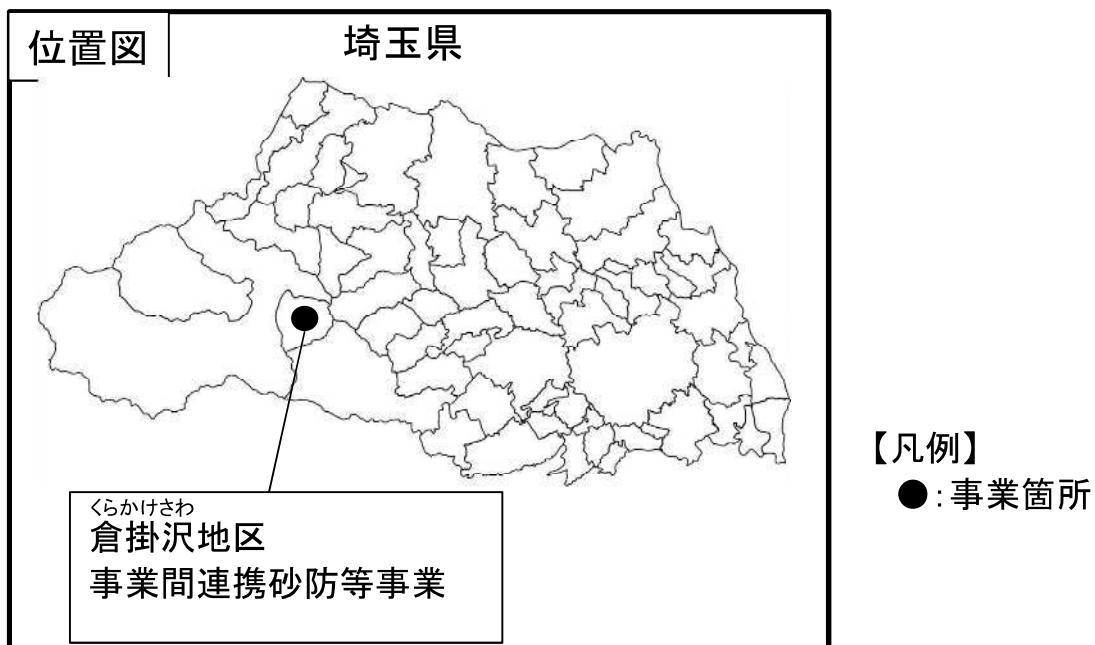 位置図
埼玉県
くらかけさわ
倉掛沢地区
事業間連携砂防等事業
【凡例】
●:事業箇所